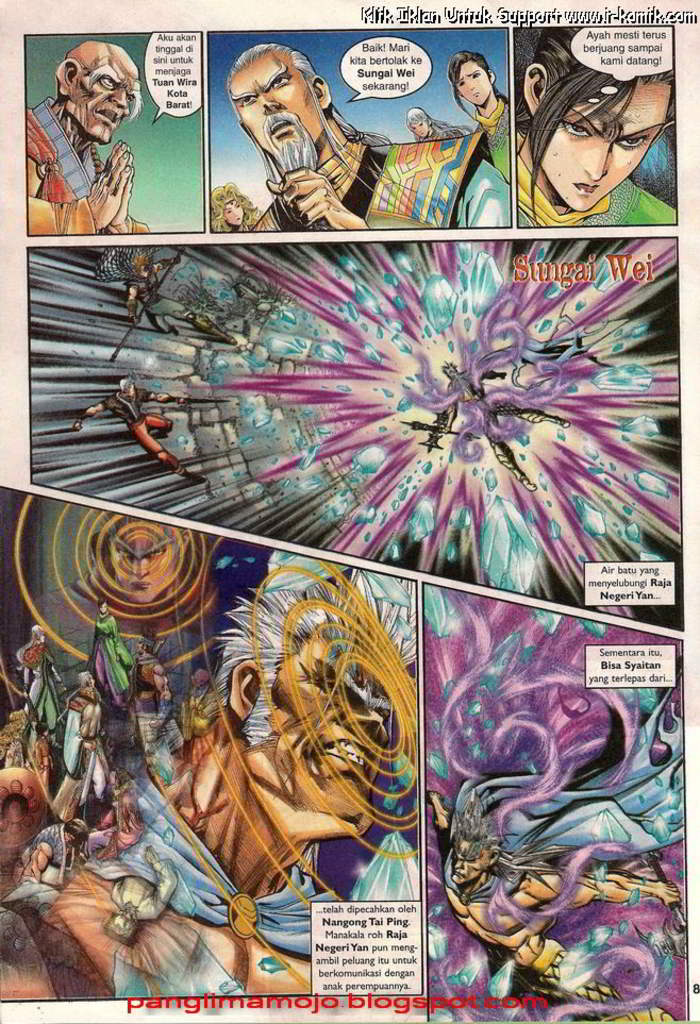 Klik Iklan Untuk Support www.i-komik.com
Aku akan
tinggal di
sini untuk
menjaga
Tuan Wira
Kota
Barat!
Baik! Mari
kita bertolak ke
Sungai Wei
sekarang!
Ayah mesti terus
berjuang sampai
kami datang!
Sungai Wei
Air batu yang
menyelubungi Raja
Negeri Yan...
...telah dipecahkan oleh
Nangong Tai Ping.
Manakala roh Raja
Negeri Yan pun meng-
ambil peluang itu untuk
berkomunikasi dengan
anak perempuannya.
Sementara itu,
Bisa Syaitan
yang terlepas dari...
8
panglimamojo.blogspot.com